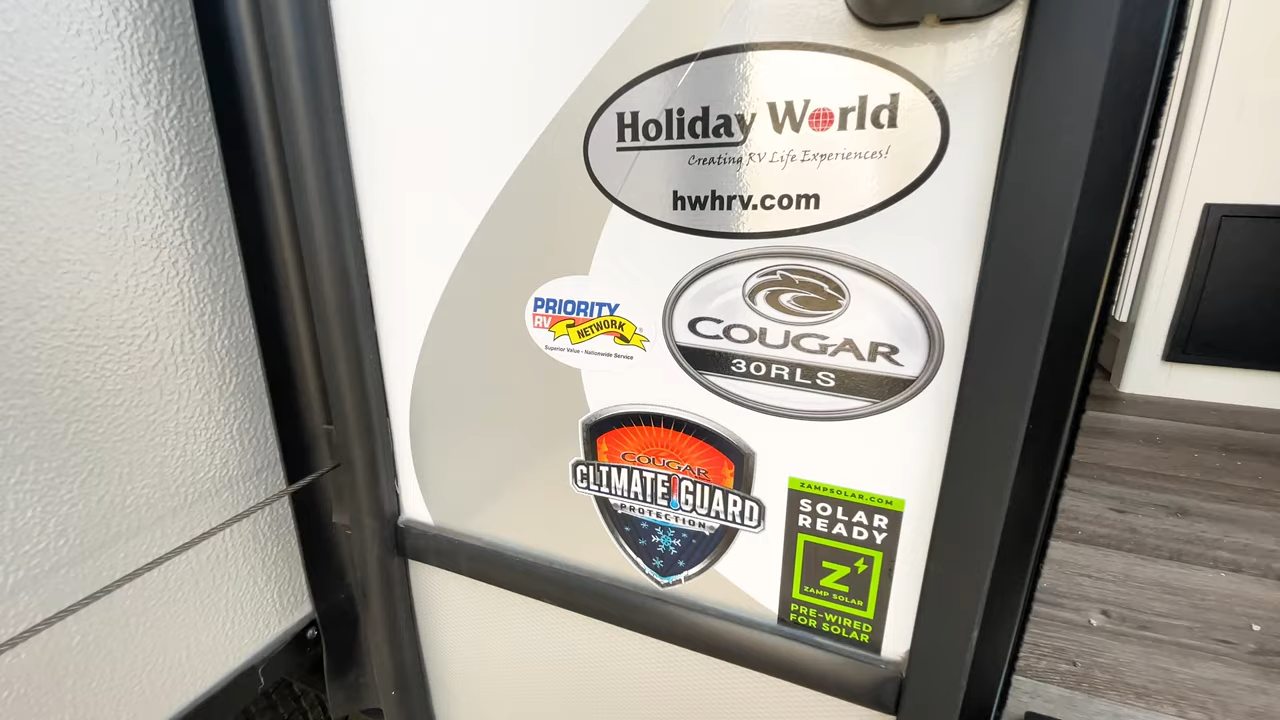 Holiday World
Creating RV Life Experiences!
hwhrv.com
PRIORITY
RV NETWORK
Superior Value - Nationwide Service
COUGAR
30RLS
COUGAR
CLIMATE GUARD
PROTECTION
ZAMPSOLAR.COM
SOLAR
READY
Z
ZAMP SOLAR
PRE-WIRED
FOR SOLAR